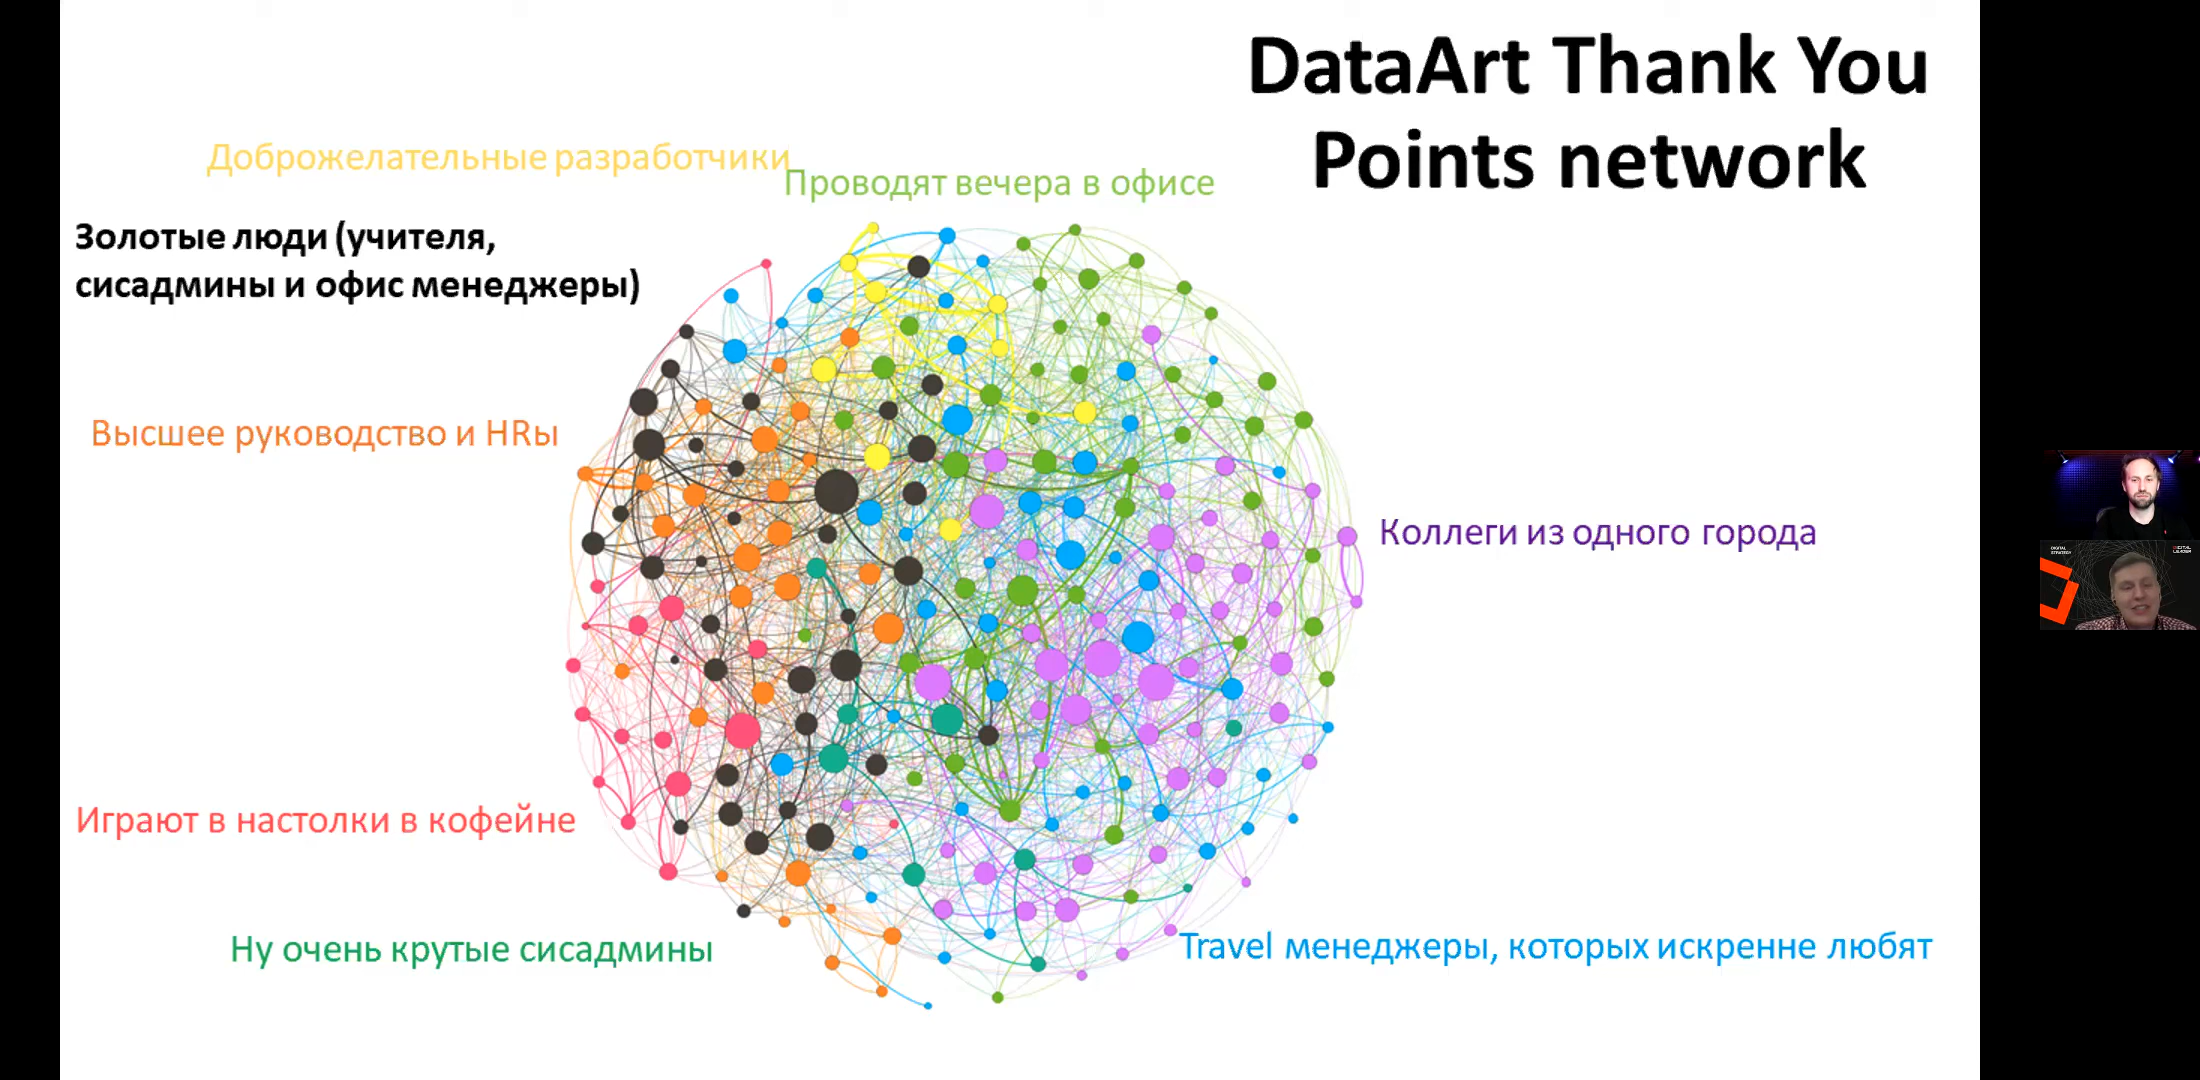 DataArt Thank You
Points network
Доброжелательные разработчики
Проводят вечера в офисе
Золотые люди (учителя,
сисадмины и офис менеджеры)
Высшее руководство и HRы
Коллеги из одного города
Играют в настолки в кофейне
Ну очень крутые сисадмины
Travel менеджеры, которых искренне любят